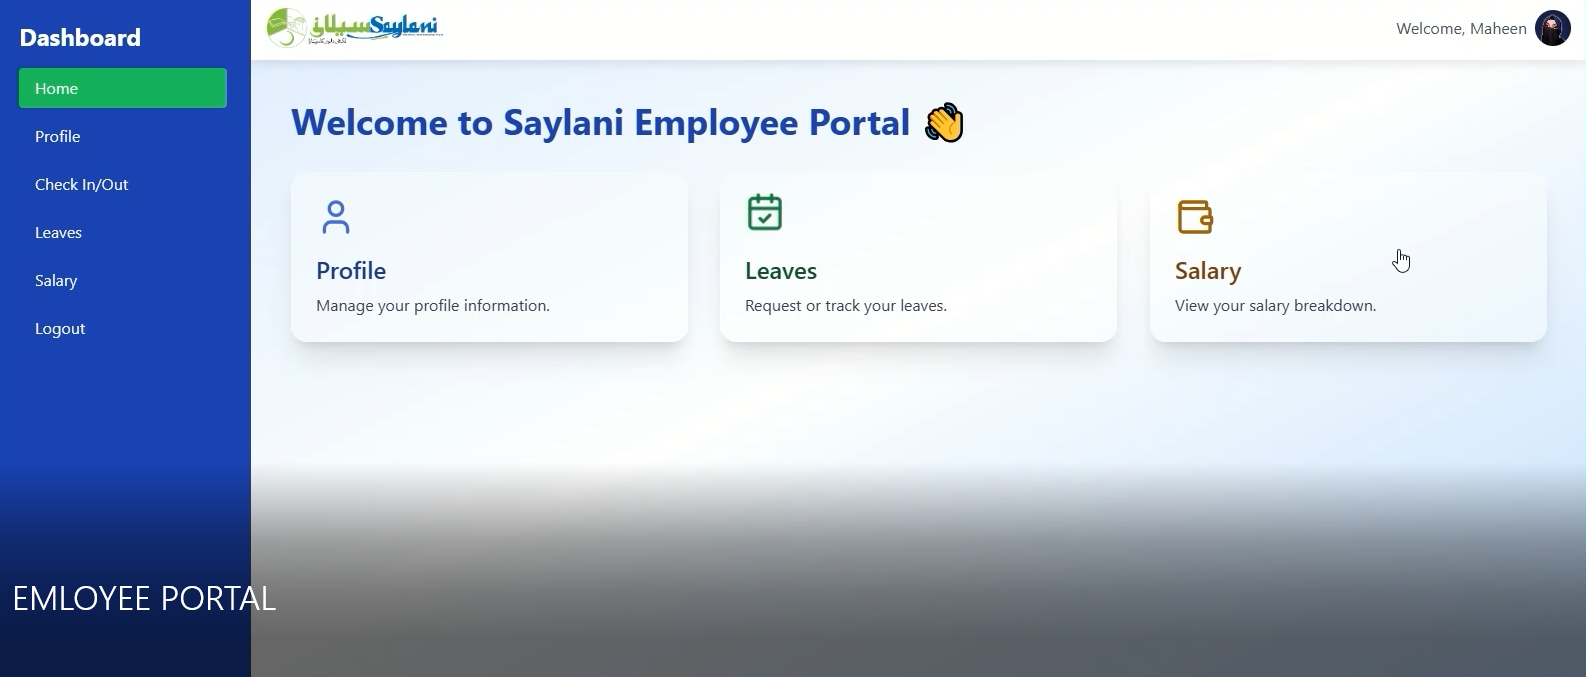 Dashboard
Home
Profile
Check In/Out
Leaves
Salary
Logout
سیلانی Saylani
Welcome, Maheen
Welcome to Saylani Employee Portal 👋
Profile
Manage your profile information.
Leaves
Request or track your leaves.
Salary
View your salary breakdown.
EMLOYEE PORTAL